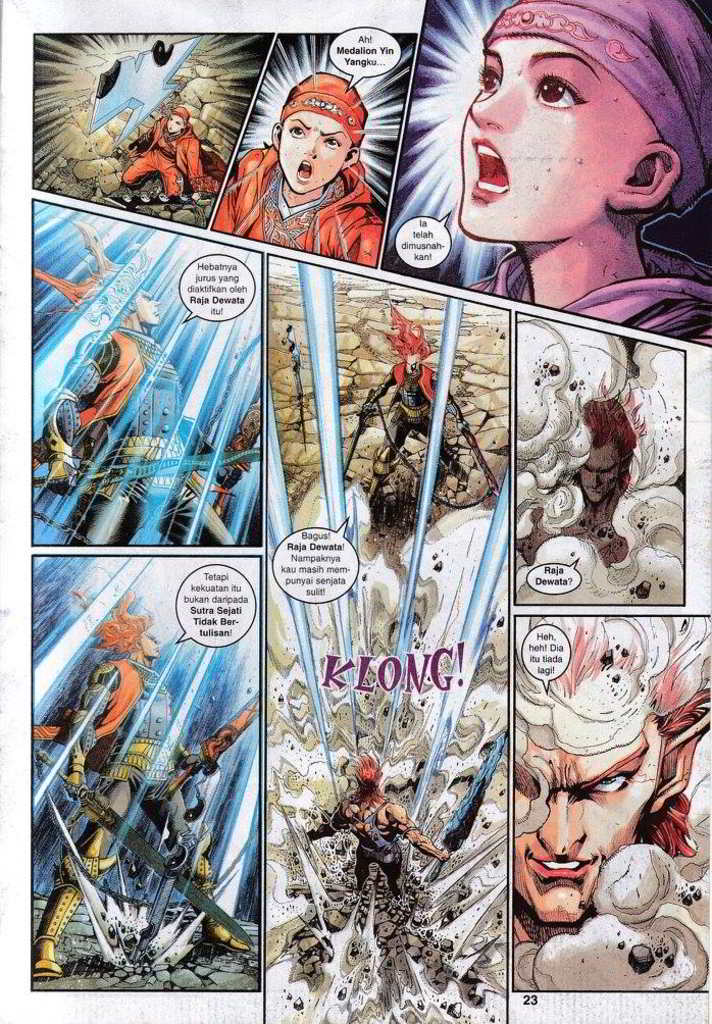 Ah!
Medalion Yin
Yangku...
Ia
telah
dimusnah-
kan!
Hebatnya
jurus yang
diaktifkan oleh
Raja Dewata
itu!
Tetapi
kekuatan itu
bukan daripada
Sutra Sejati
Tidak Ber-
tulisan!
Bagus!
Raja Dewata!
Nampaknya
kau masih mem-
punyai senjata
sulit!
KLONG!
Raja
Dewata?
Heh,
heh! Dia
itu tiada
lagi!
23